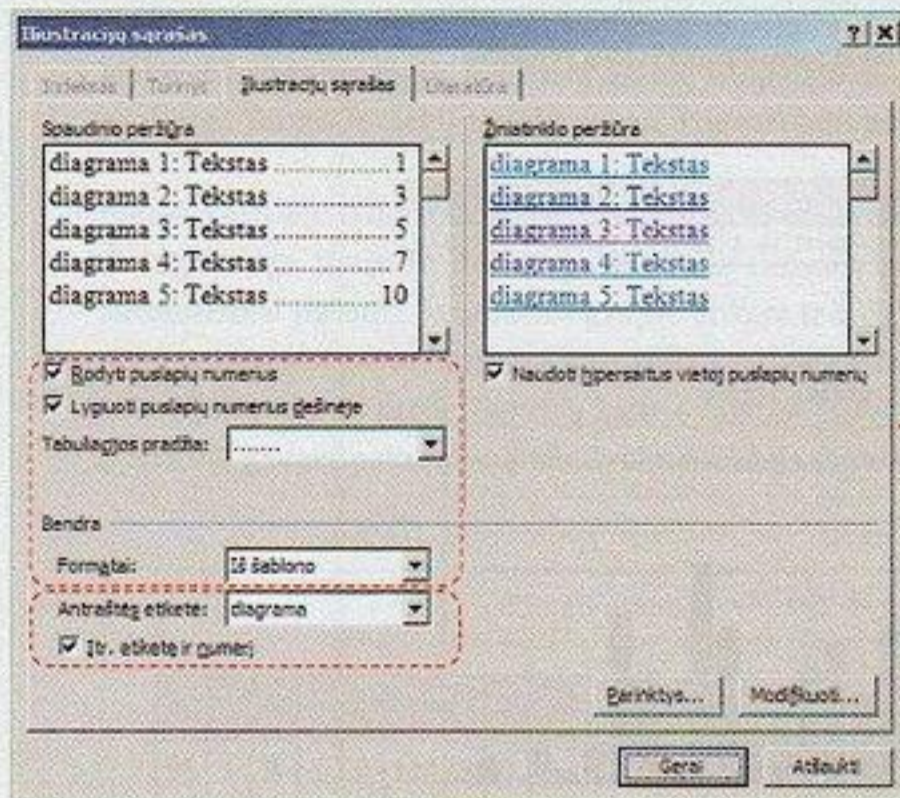 Iliustracijų sąrašas
Indeksas Turinys Iliustracijų sąrašas Literatūra
Spaudinio peržiūra
diagrama 1: Tekstas .................... 1
diagrama 2: Tekstas .................... 3
diagrama 3: Tekstas .................... 5
diagrama 4: Tekstas .................... 7
diagrama 5: Tekstas .................. 10
Žiniatinklio peržiūra
diagrama 1: Tekstas
diagrama 2: Tekstas
diagrama 3: Tekstas
diagrama 4: Tekstas
diagrama 5: Tekstas
Rodyti puslapių numerius
Lygiuoti puslapių numerius dešinėje
Tabuliacijos pradžia: .......
Naudoti hipersaitus vietoj puslapių numerių
Bendra
Formatai: Iš šablono
Antraštės etiketė: diagrama
Įtr. etiketę ir numerį
Parinktys... Modifikuoti...
Gerai Atšaukti